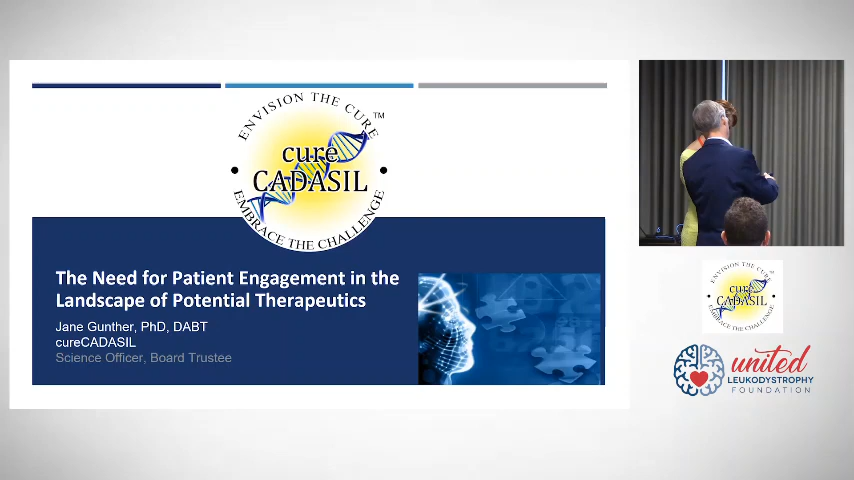 ENVISION THE CURE
TM
cure
CADASIL
EMBRACE THE CHALLENGE
The Need for Patient Engagement in the
Landscape of Potential Therapeutics
Jane Gunther, PhD, DABT
cureCADASIL
Science Officer, Board Trustee
ENVISION THE CURE
cure
CADASIL
EMBRACE THE CHALLENGE
united
LEUKODYSTROPHY
FOUNDATION